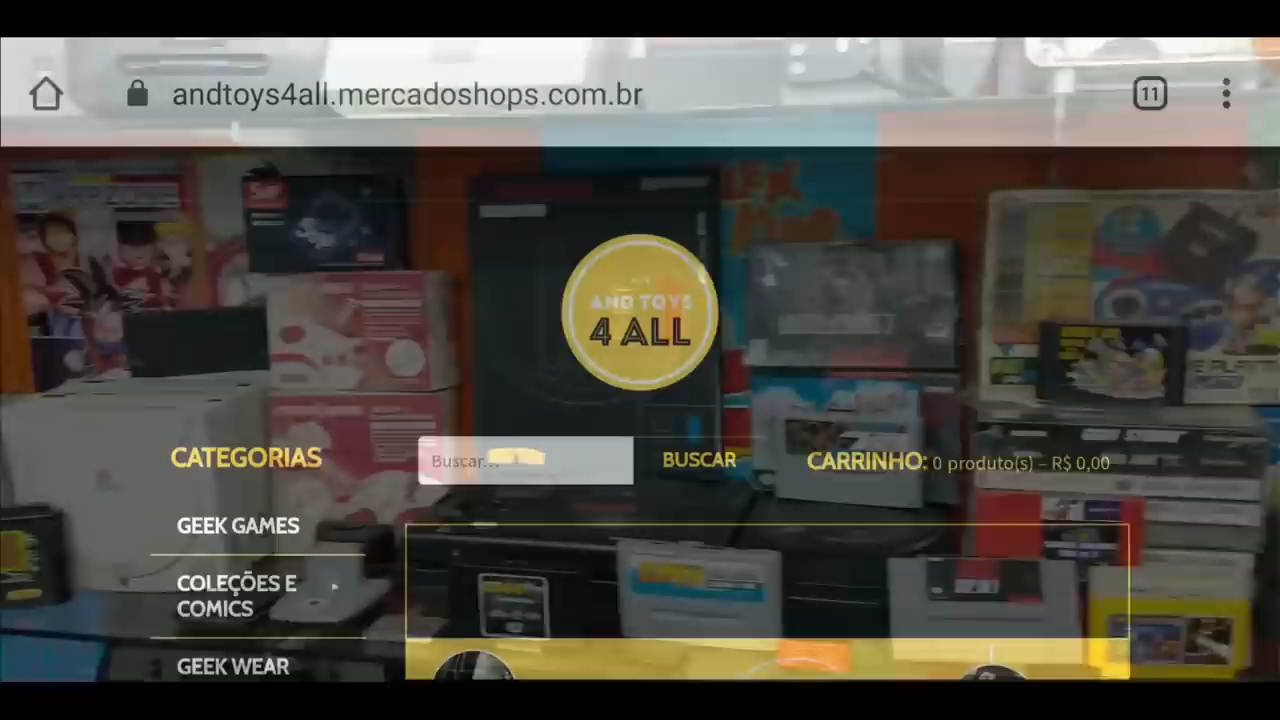 andtoys4all.mercadoshops.com.br
11
AND TOYS
4 ALL
CATEGORIAS
Buscar...
BUSCAR
CARRINHO: 0 produto(s) - R$ 0,00
GEEK GAMES
COLEÇÕES E
COMICS
GEEK WEAR